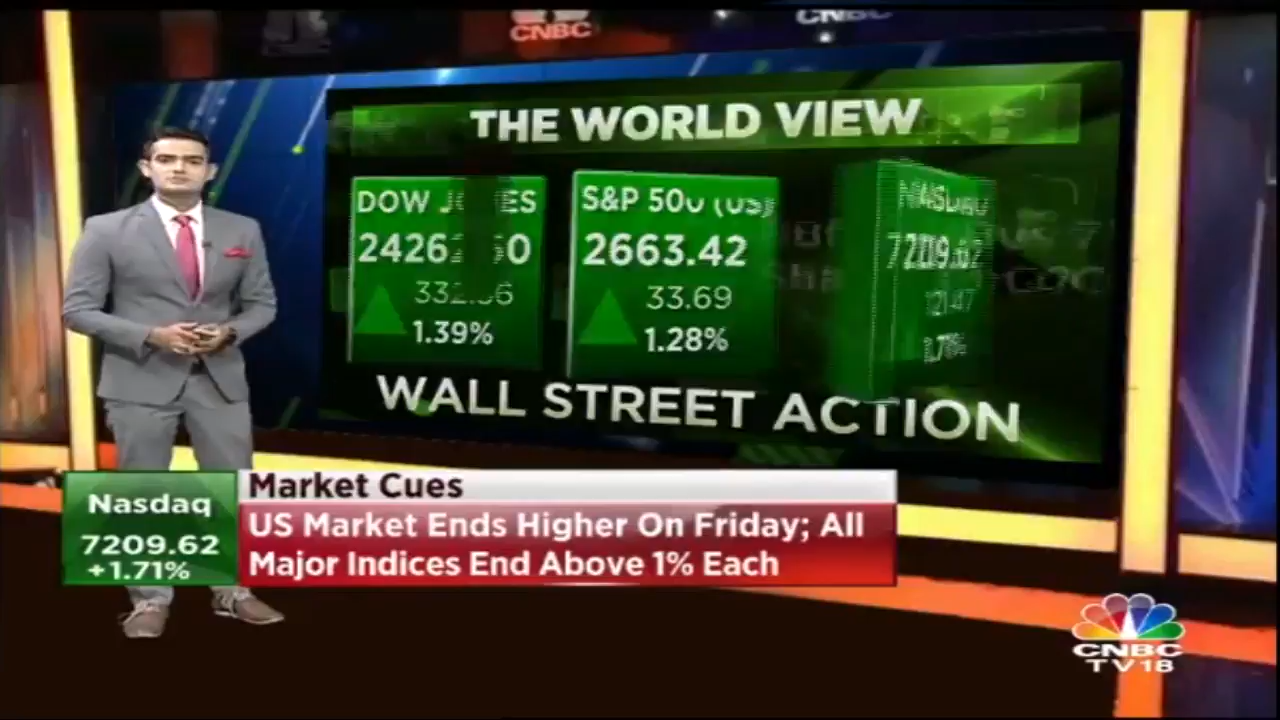 CNBC
CNBC
THE WORLD VIEW
DOW
S&P 500 (US)
2663.42
33.69
1.39%
1.28%
WALL STREET ACTION
Nasdaq
7209.62
+1.71%
Market Cues
US Market Ends Higher On Friday; All
Major Indices End Above 1% Each
CNBC
TV18